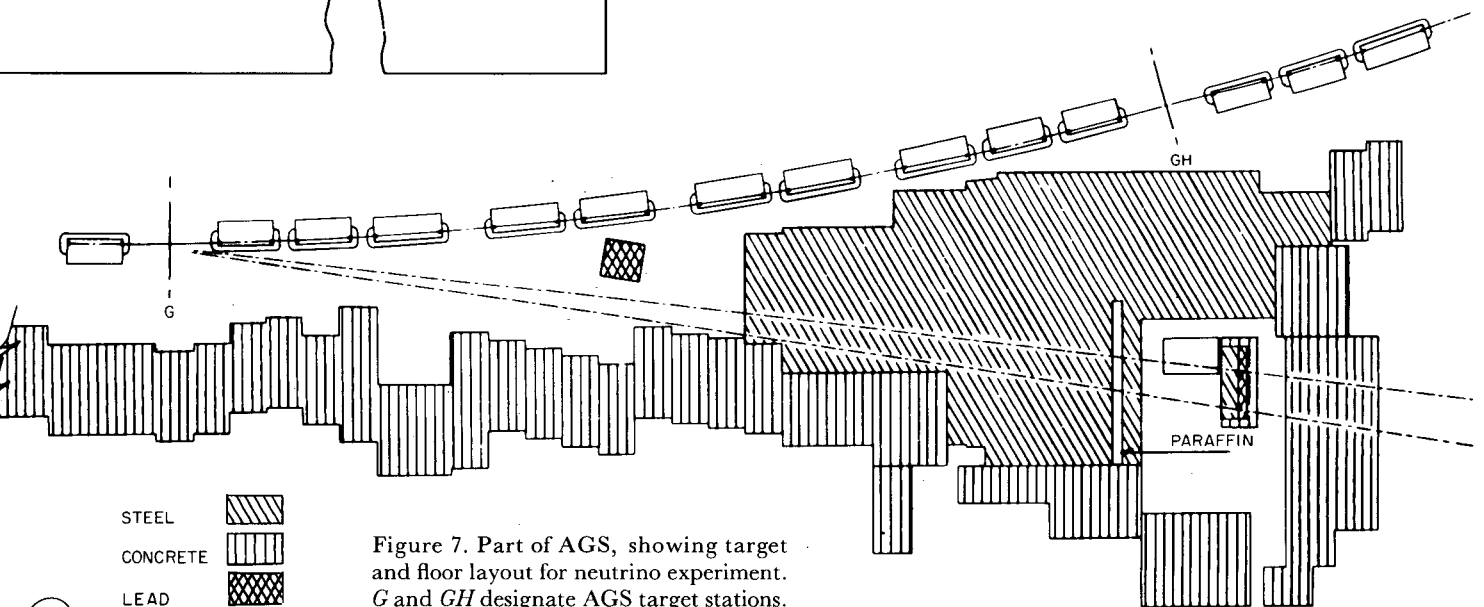 GH
G
PARAFFIN
STEEL
CONCRETE
LEAD
Figure 7. Part of AGS, showing target
and floor layout for neutrino experiment.
G and GH designate AGS target stations.